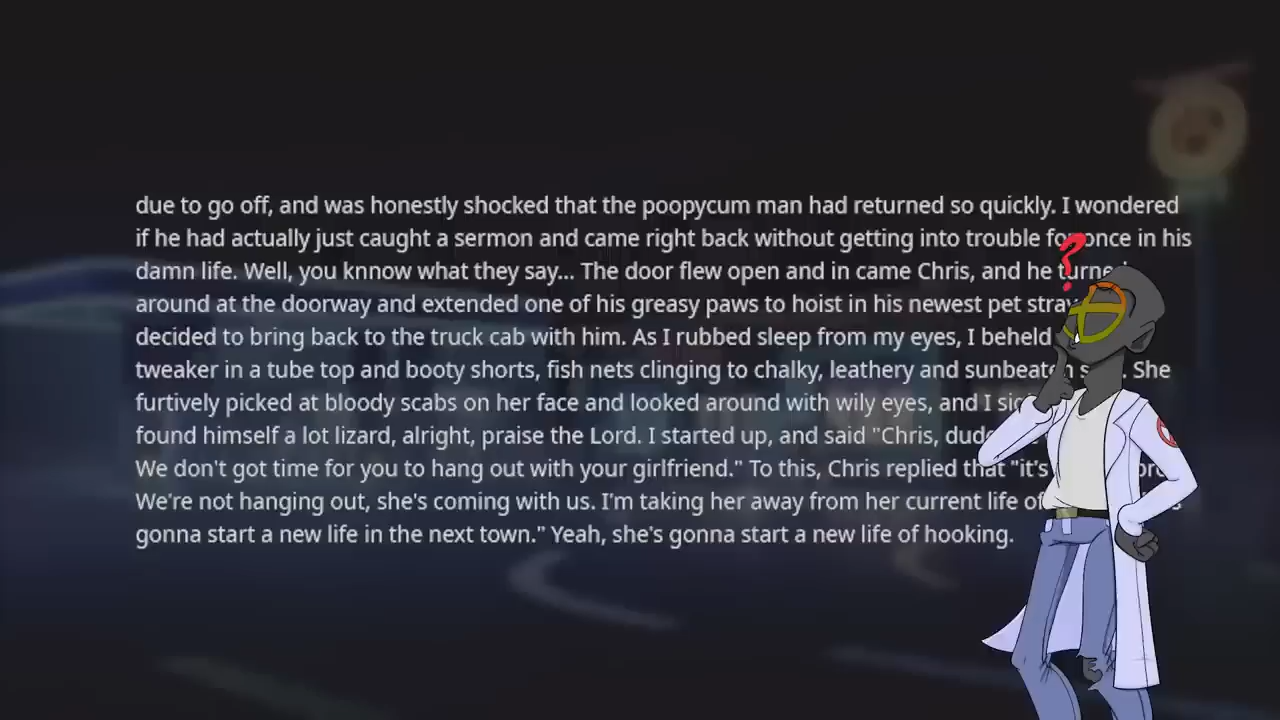 due to go off, and was honestly shocked that the poopycum man had returned so quickly. I wondered
if he had actually just caught a sermon and came right back without getting into trouble for once in his
damn life. Well, you knnow what they say... The door flew open and in came Chris, and he turned
around at the doorway and extended one of his greasy paws to hoist in his newest pet stray
decided to bring back to the truck cab with him. As I rubbed sleep from my eyes, I beheld
tweaker in a tube top and booty shorts, fish nets clinging to chalky, leathery and sunbeaten She
furtively picked at bloody scabs on her face and looked around with wily eyes, and I
found himself a lot lizard, alright, praise the Lord. I started up, and said "Chris,
We don't got time for you to hang out with your girlfriend." To this, Chris replied that "it's
We're not hanging out, she's coming with us. I'm taking her away from her current life of
gonna start a new life in the next town." Yeah, she's gonna start a new life of hooking.
?